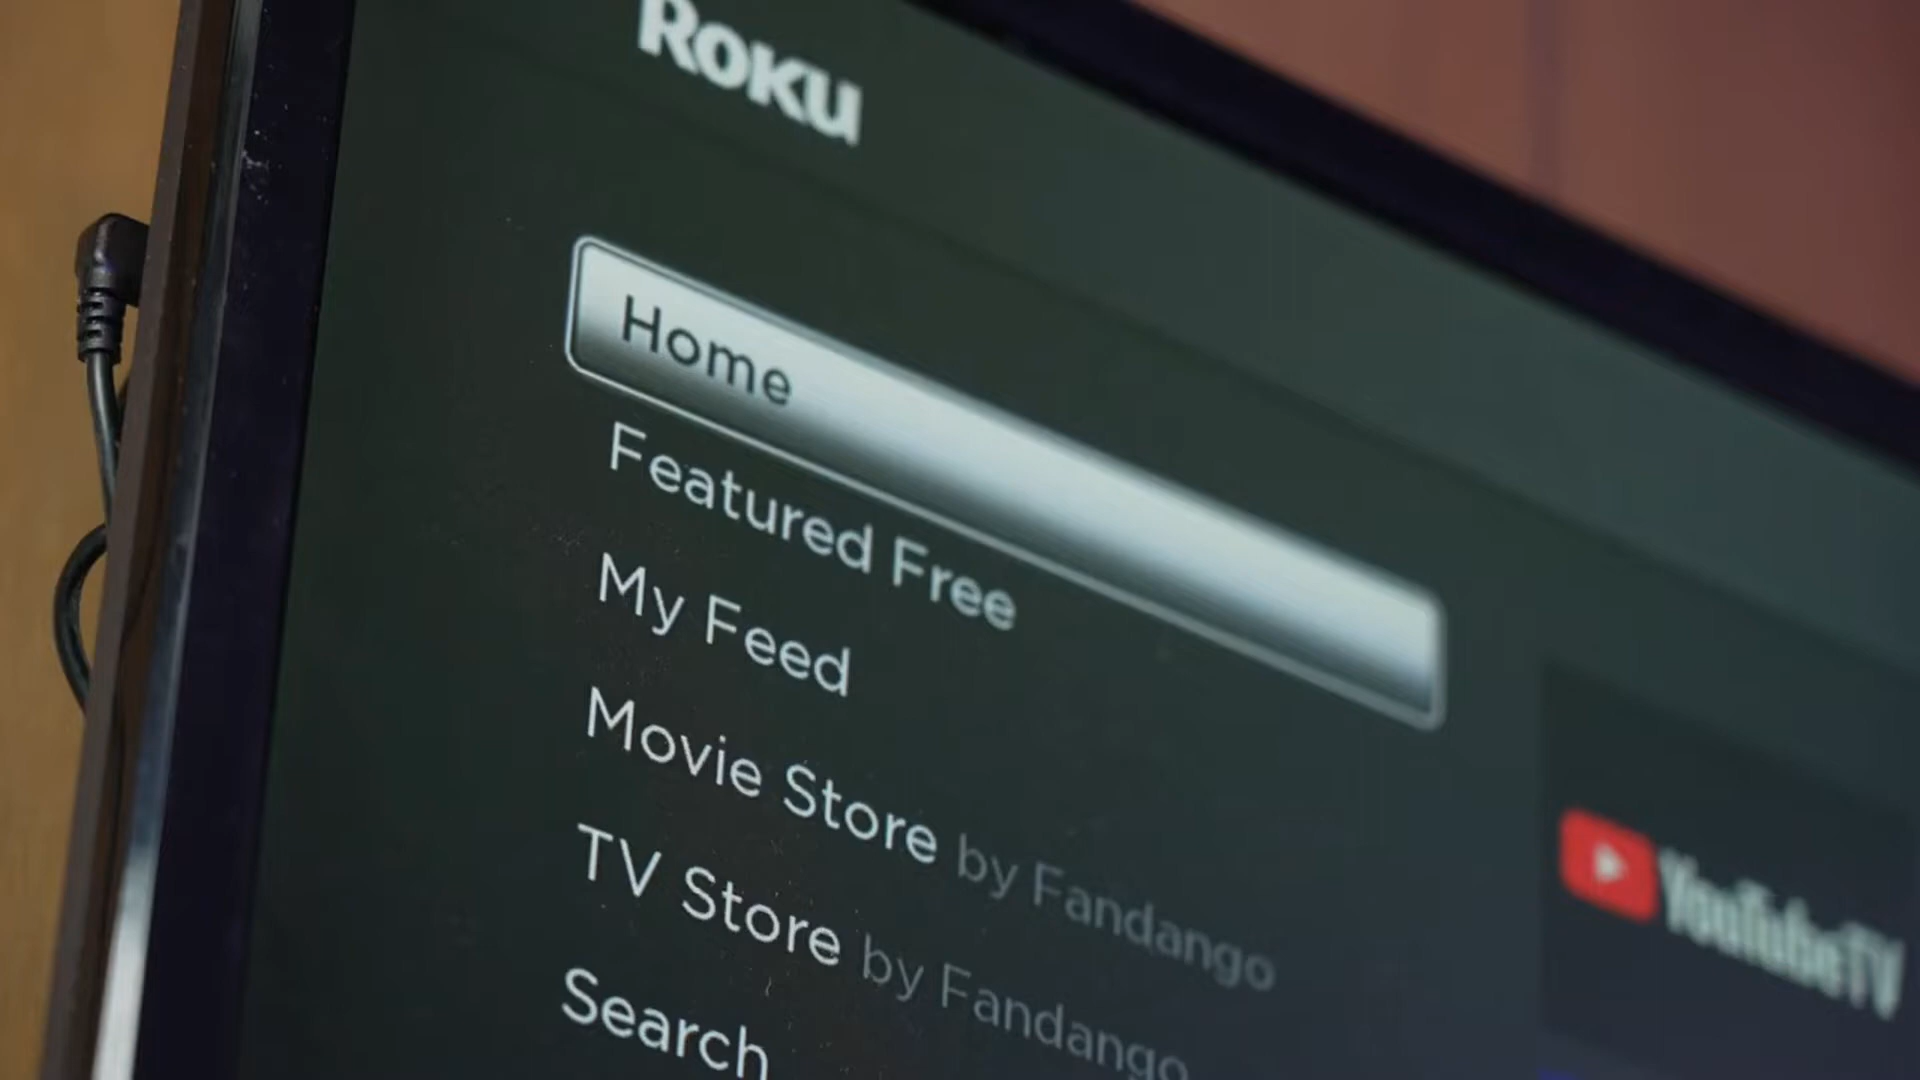 ROKU
Home
Featured Free
My Feed
Movie Store by Fandango
TV Store by Fandango
Search
YouTubeTV